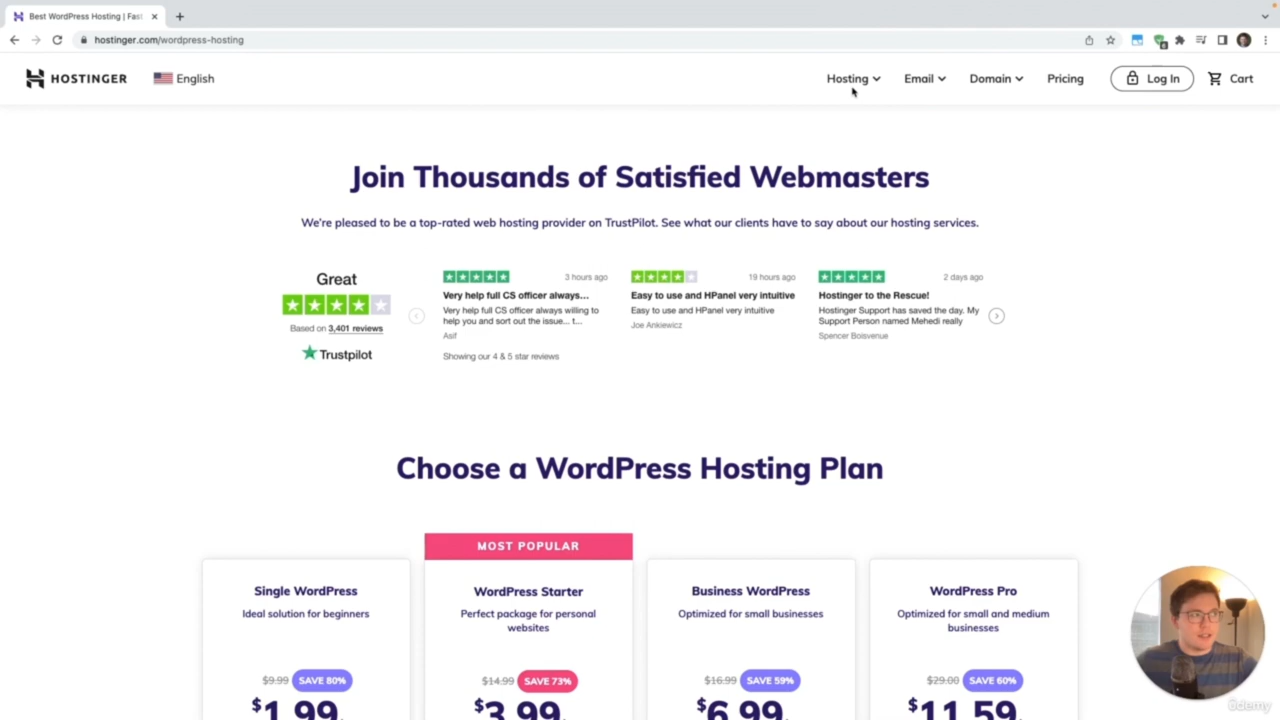 Best WordPress Hosting | Fast
hostinger.com/wordpress-hosting
HOSTINGER
English
Hosting
Email
Domain
Pricing
Log In
Cart
Join Thousands of Satisfied Webmasters
We're pleased to be a top-rated web hosting provider on TrustPilot. See what our clients have to say about our hosting services.
Great
Based on 3,401 reviews
Trustpilot
3 hours ago
Very help full CS officer always...
Very help full CS officer always willing to
help you and sort out the issue... t...
Asif
Showing our 4 & 5 star reviews
19 hours ago
Easy to use and HPanel very intuitive
Easy to use and HPanel very intuitive
Joe Ankiewicz
2 days ago
Hostinger to the Rescue!
Hostinger Support has saved the day. My
Support Person named Mehedi really
Spencer Boisvenue
Choose a WordPress Hosting Plan
Single WordPress
Ideal solution for beginners
$9.99 SAVE 80%
$1.99
MOST POPULAR
WordPress Starter
Perfect package for personal
websites
$14.99 SAVE 73%
$3.99
Business WordPress
Optimized for small businesses
$16.99 SAVE 59%
$6.99
WordPress Pro
Optimized for small and medium
businesses
$29.00 SAVE 60%
$11.59
ûdemy